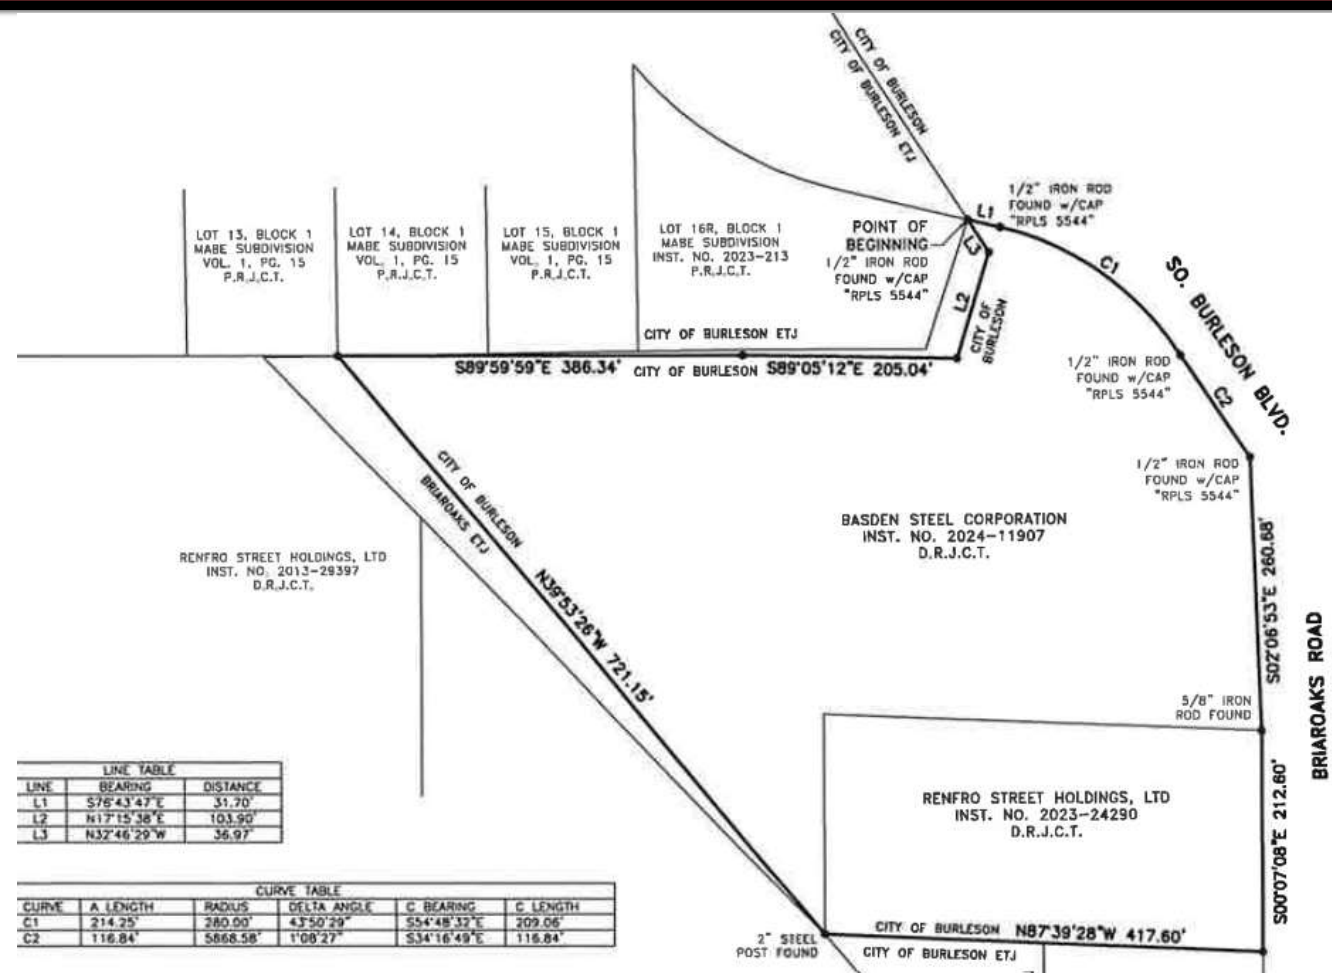 CITY OF BURLESON
CITY OF BURLESON ETJ
LOT 13, BLOCK 1
MABE SUBDIVISION
VOL. 1, PG. 15
P.R.J.C.T.
LOT 14, BLOCK 1
MABE SUBDIVISION
VOL. 1, PG. 15
P.R.J.C.T.
LOT 15, BLOCK 1
MABE SUBDIVISION
VOL. 1, PG. 15
P.R.J.C.T.
LOT 16R, BLOCK 1
MABE SUBDIVISION
INST. NO. 2023-213
P.R.J.C.T.
POINT OF
BEGINNING
1/2" IRON ROD
FOUND w/CAP
"RPLS 5544"
L1
1/2" IRON ROD
FOUND w/CAP
"RPLS 5544"
L3
L2
CITY OF
BURLESON
C1
SO. BURLESON BLVD.
CITY OF BURLESON ETJ
S89°59'59"E 386.34'
CITY OF BURLESON
S89°05'12"E 205.04'
1/2" IRON ROD
FOUND w/CAP
"RPLS 5544"
C2
1/2" IRON ROD
FOUND w/CAP
"RPLS 5544"
CITY OF BURLESON
BRIAROAKS ETJ
BASDEN STEEL CORPORATION
INST. NO. 2024-11907
D.R.J.C.T.
RENFRO STREET HOLDINGS, LTD
INST. NO. 2013-29397
D.R.J.C.T.
N39°53'26"W 721.15'
S02°06'53"E 260.68'
BRIAROAKS ROAD
5/8" IRON
ROD FOUND
S00°07'08"E 212.60'
RENFRO STREET HOLDINGS, LTD
INST. NO. 2023-24290
D.R.J.C.T.
LINE TABLE
LINE BEARING DISTANCE
L1 S76°43'47"E 31.70'
L2 N17°15'38"E 103.90'
L3 N32°46'29"W 36.97'
CURVE TABLE
CURVE A LENGTH RADIUS DELTA ANGLE C BEARING C LENGTH
C1 214.25' 280.00' 43°50'29" S54°48'32"E 209.06'
C2 116.84' 5868.58' 1°08'27" S34°16'49"E 116.84'
2" STEEL
POST FOUND
CITY OF BURLESON N87°39'28"W 417.60'
CITY OF BURLESON ETJ